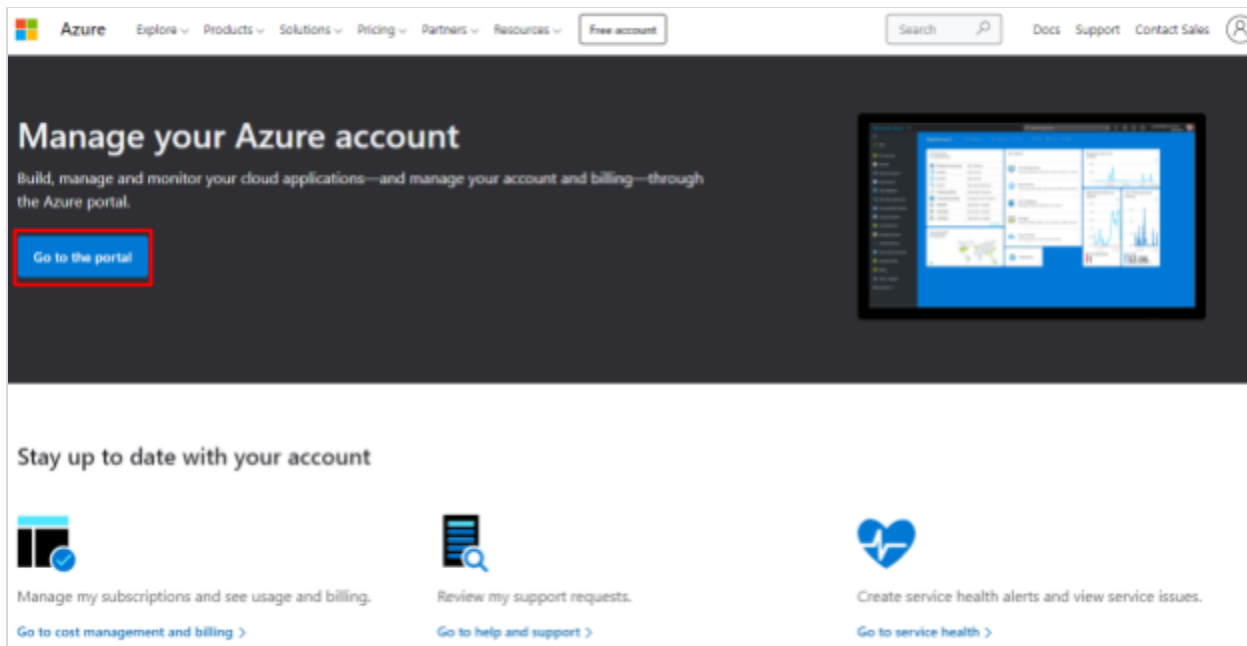 Azure Explore Products Solutions Pricing Partners Resources Free account Search Docs Support Contact Sales
Manage your Azure account
Build, manage and monitor your cloud applications—and manage your account and billing—through
the Azure portal.
Go to the portal
Stay up to date with your account
Manage my subscriptions and see usage and billing.
Go to cost management and billing >
Review my support requests.
Go to help and support >
Create service health alerts and view service issues.
Go to service health >